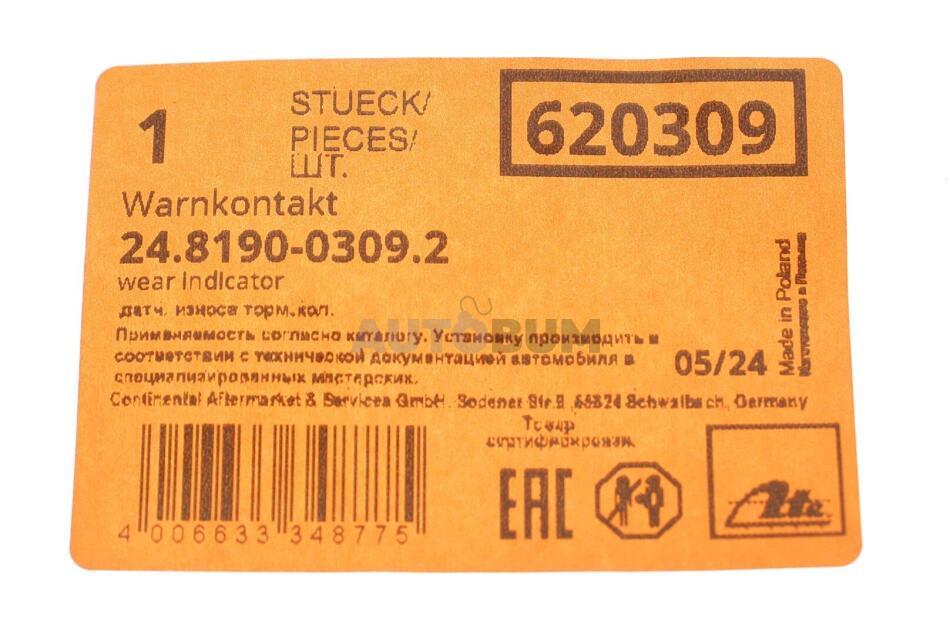 1
STUECK/
PIECES/
ШТ.
620309
Warnkontakt
24.8190-0309.2
wear indicator
датч. износа торм.кол.
Применяемость согласно каталогу. Установку производить в
соответствии с технической документацией автомобиля в
специализированных мастерских.
05/24
Made in Poland
Изготовлено в Польше
Continental Aftermarket & Services GmbH, Sodener Str.9, 65824 Schwalbach, Germany
Товар
сертифицирован.
4 006633 348775
EAC
Ate
AUTOBUM